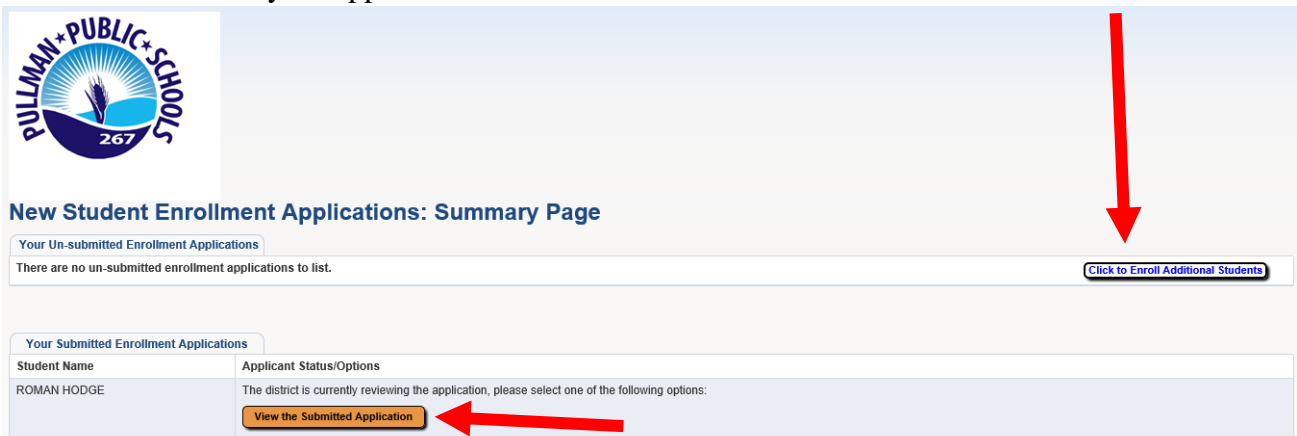 PULLMAN★PUBLIC★SCHOOLS
267
New Student Enrollment Applications: Summary Page
Your Un-submitted Enrollment Applications
There are no un-submitted enrollment applications to list.
Click to Enroll Additional Students
Your Submitted Enrollment Applications
Student Name Applicant Status/Options
ROMAN HODGE The district is currently reviewing the application, please select one of the following options:
View the Submitted Application